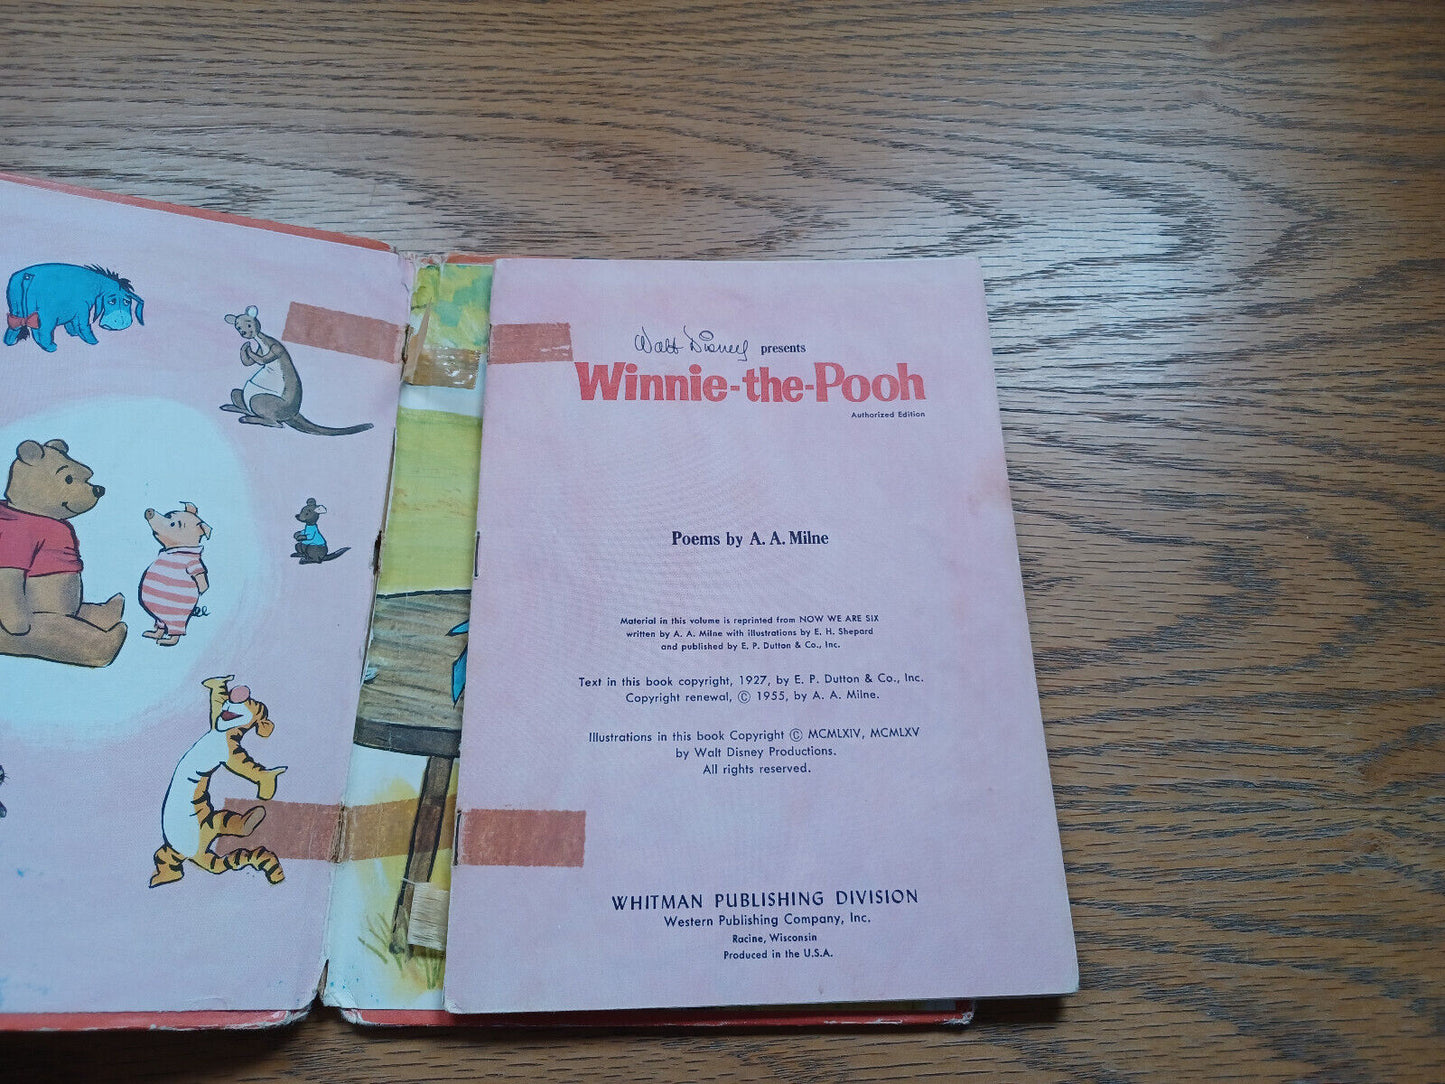 Walt Disney presents
Winnie-the-Pooh
Authorized Edition
Poems by A. A. Milne
Material in this volume is reprinted from NOW WE ARE SIX
written by A. A. Milne with illustrations by E. H. Shepard
and published by E. P. Dutton & Co., Inc.
Text in this book copyright, 1927, by E. P. Dutton & Co., Inc.
Copyright renewal, © 1955, by A. A. Milne.
Illustrations in this book Copyright © MCMLXIV, MCMLXV
by Walt Disney Productions.
All rights reserved.
WHITMAN PUBLISHING DIVISION
Western Publishing Company, Inc.
Racine, Wisconsin
Produced in the U.S.A.